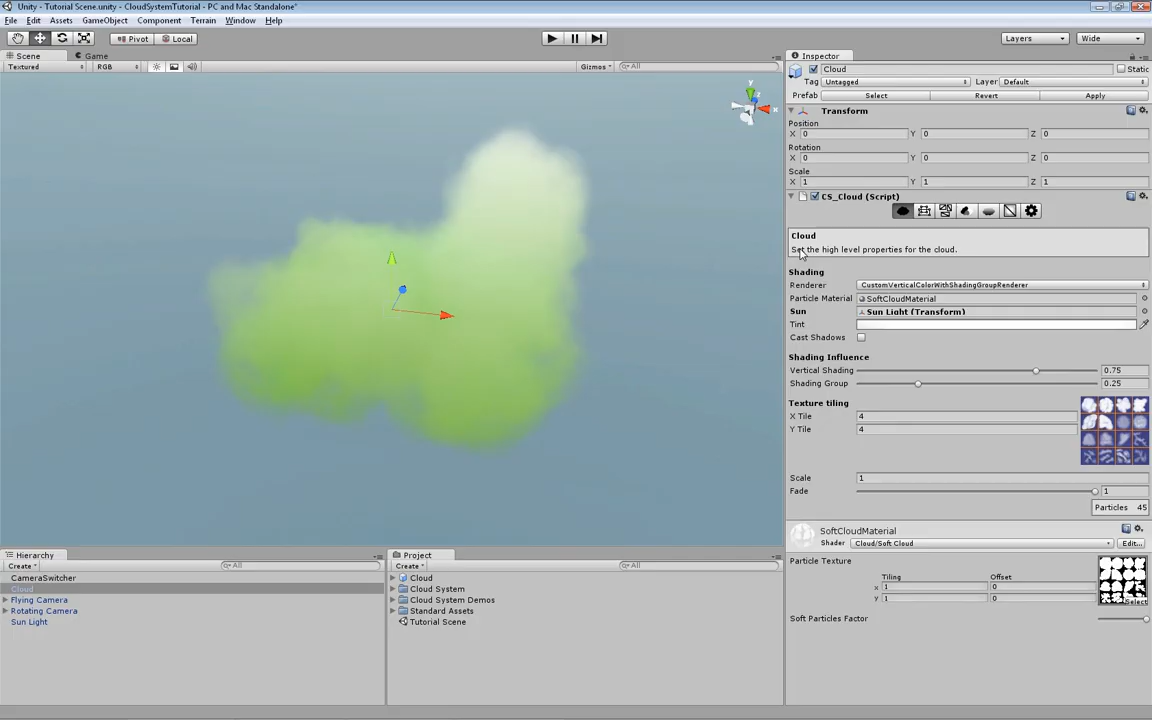 Unity - Tutorial Scene.unity - CloudSystemTutorial - PC and Mac Standalone*
File Edit Assets GameObject Component Terrain Window Help
Pivot Local Layers Wide
Scene Game
Textured RGB Gizmos All
y
z
x
Inspector
Cloud Static
Tag Untagged Layer Default
Prefab Select Revert Apply
Transform
Position
X 0 Y 0 Z 0
Rotation
X 0 Y 0 Z 0
Scale
X 1 Y 1 Z 1
CS_Cloud (Script)
Cloud
Set the high level properties for the cloud.
Shading
Renderer CustomVerticalColorWithShadingGroupRenderer
Particle Material SoftCloudMaterial
Sun Sun Light (Transform)
Tint
Cast Shadows
Shading Influence
Vertical Shading 0.75
Shading Group 0.25
Texture tiling
X Tile 4
Y Tile 4
Scale 1
Fade 1
Particles 45
SoftCloudMaterial
Shader Cloud/Soft Cloud Edit...
Particle Texture
Tiling Offset
x 1 0
y 1 0
Select
Soft Particles Factor
Hierarchy
Create All
CameraSwitcher
Cloud
Flying Camera
Rotating Camera
Sun Light
Project
Create All
Cloud
Cloud System
Cloud System Demos
Standard Assets
Tutorial Scene